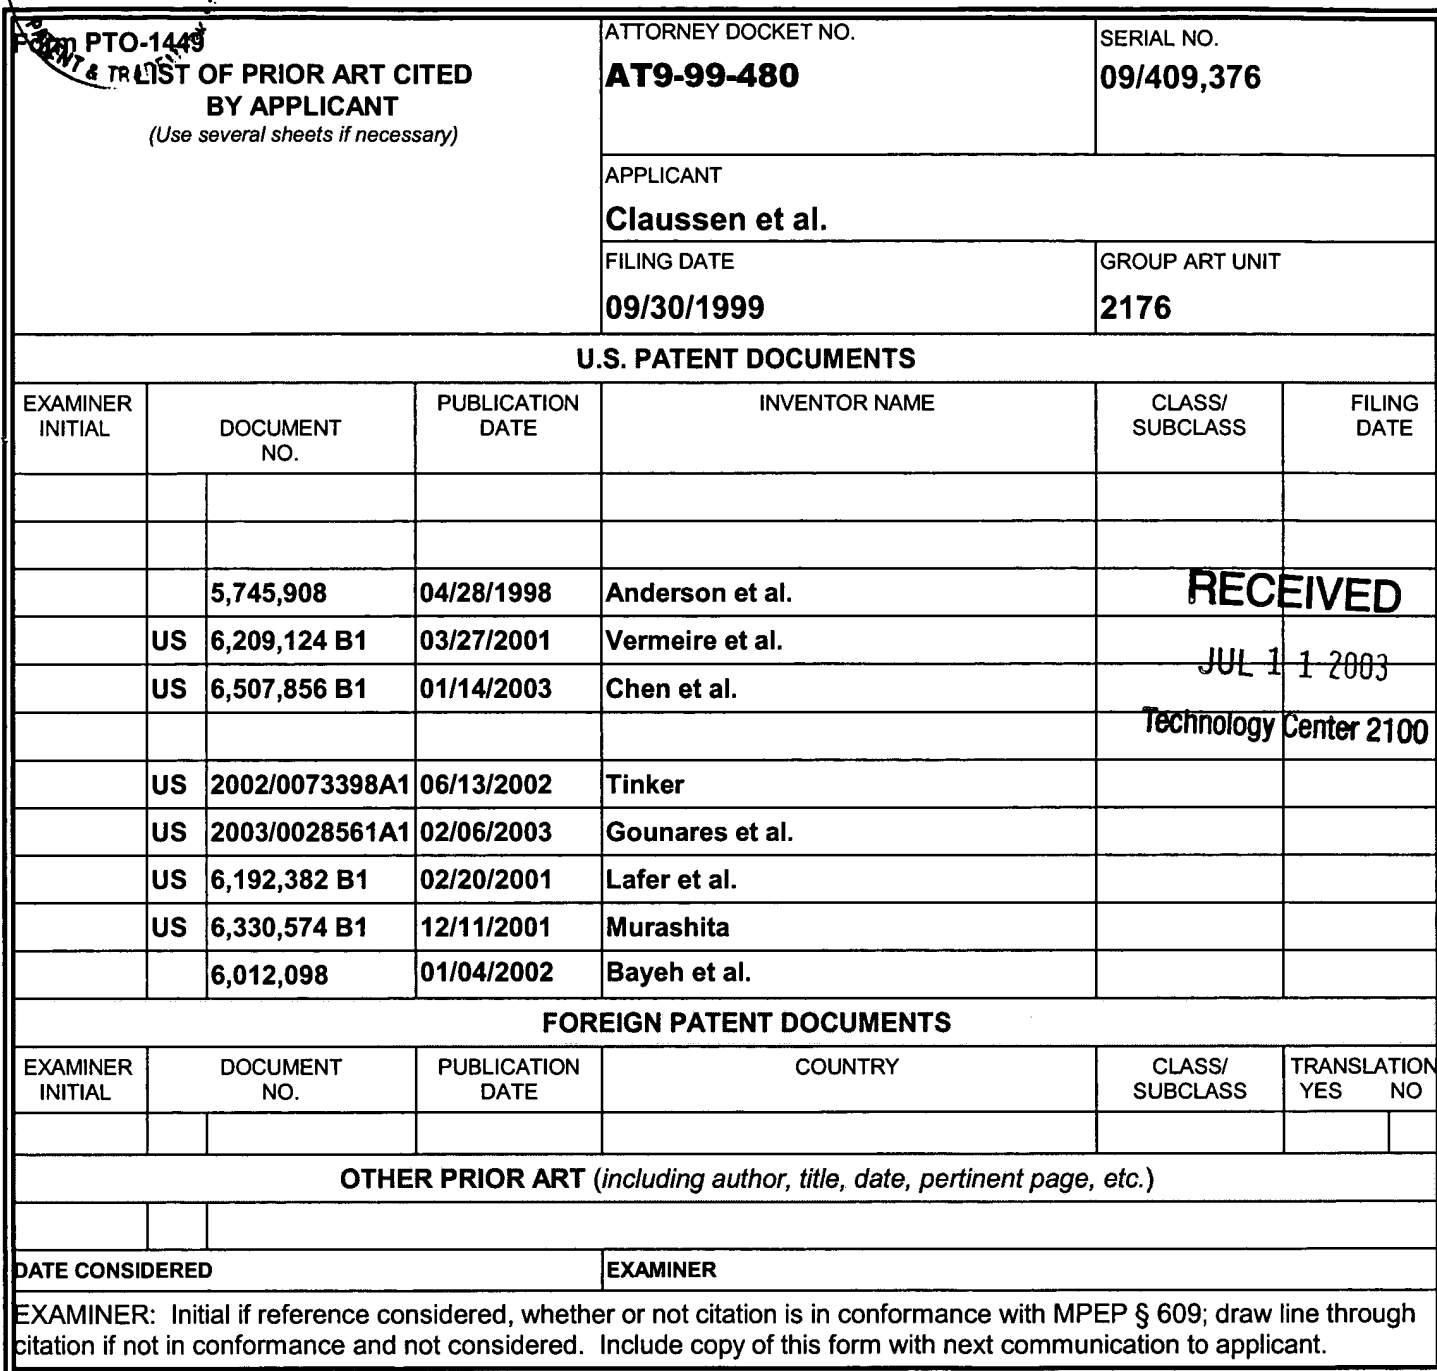 Form PTO-1449
LIST OF PRIOR ART CITED
BY APPLICANT
(Use several sheets if necessary)
ATTORNEY DOCKET NO.
AT9-99-480
SERIAL NO.
09/409,376
APPLICANT
Claussen et al.
FILING DATE
09/30/1999
GROUP ART UNIT
2176
U.S. PATENT DOCUMENTS
EXAMINER
INITIAL
DOCUMENT
NO.
PUBLICATION
DATE
INVENTOR NAME
CLASS/
SUBCLASS
FILING
DATE
5,745,908 04/28/1998 Anderson et al.
RECEIVED
US 6,209,124 B1 03/27/2001 Vermeire et al.
JUL 11 2003
US 6,507,856 B1 01/14/2003 Chen et al.
Technology Center 2100
US 2002/0073398A1 06/13/2002 Tinker
US 2003/0028561A1 02/06/2003 Gounares et al.
US 6,192,382 B1 02/20/2001 Lafer et al.
US 6,330,574 B1 12/11/2001 Murashita
6,012,098 01/04/2002 Bayeh et al.
FOREIGN PATENT DOCUMENTS
EXAMINER
INITIAL
DOCUMENT
NO.
PUBLICATION
DATE
COUNTRY
CLASS/
SUBCLASS
TRANSLATION
YES NO
OTHER PRIOR ART (including author, title, date, pertinent page, etc.)
DATE CONSIDERED
EXAMINER
EXAMINER: Initial if reference considered, whether or not citation is in conformance with MPEP § 609; draw line through
citation if not in conformance and not considered. Include copy of this form with next communication to applicant.